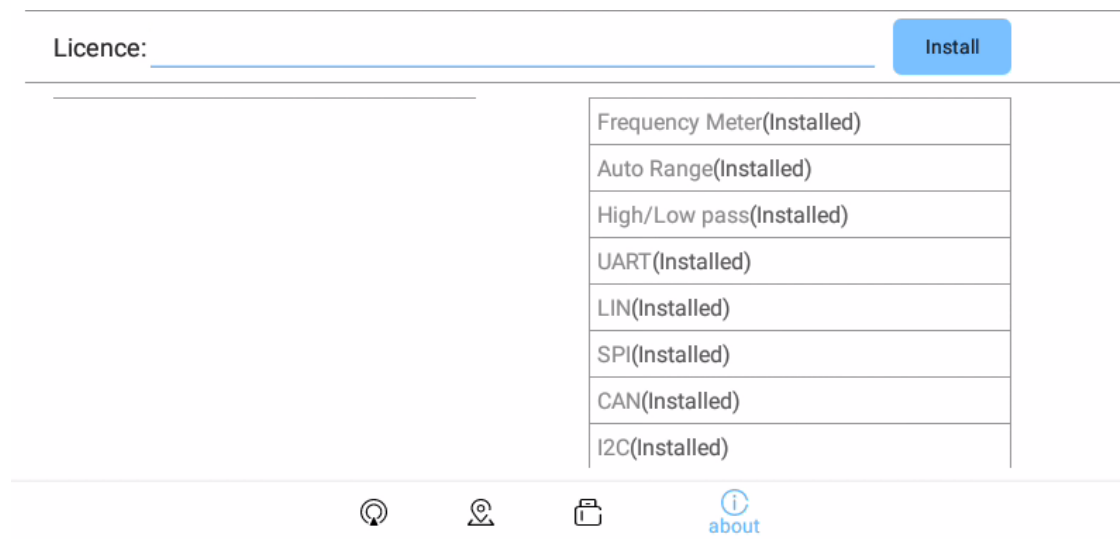 Licence:
Install
Frequency Meter(Installed)
Auto Range(Installed)
High/Low pass(Installed)
UART(Installed)
LIN(Installed)
SPI(Installed)
CAN(Installed)
I2C(Installed)
about